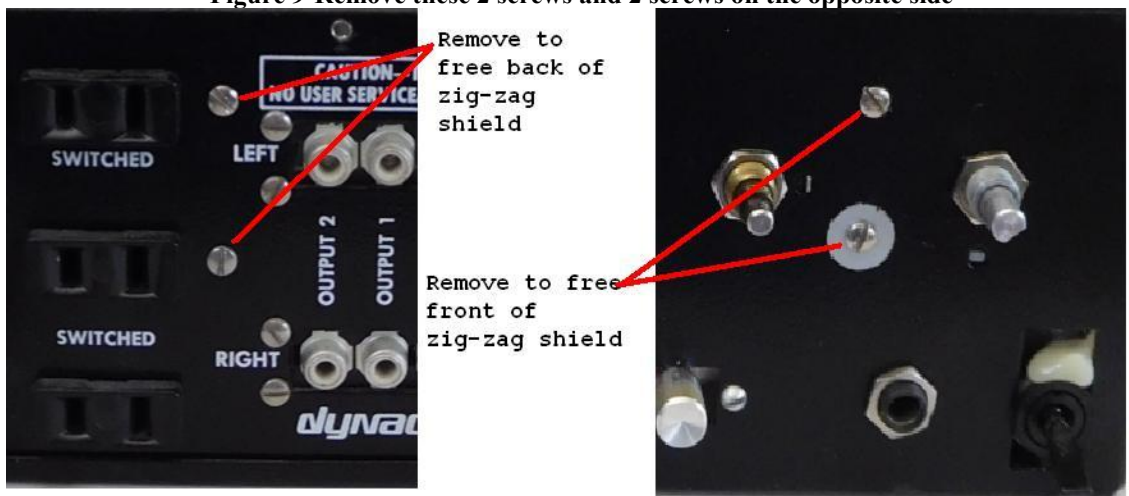 Figure 9-Remove these 2 screws and 2 screws on the opposite side
Remove to
free back of
zig-zag
shield
CAUTION
NO USER SERVICE
SWITCHED
LEFT
OUTPUT 2
OUTPUT 1
Remove to free
front of
zig-zag shield
SWITCHED
RIGHT